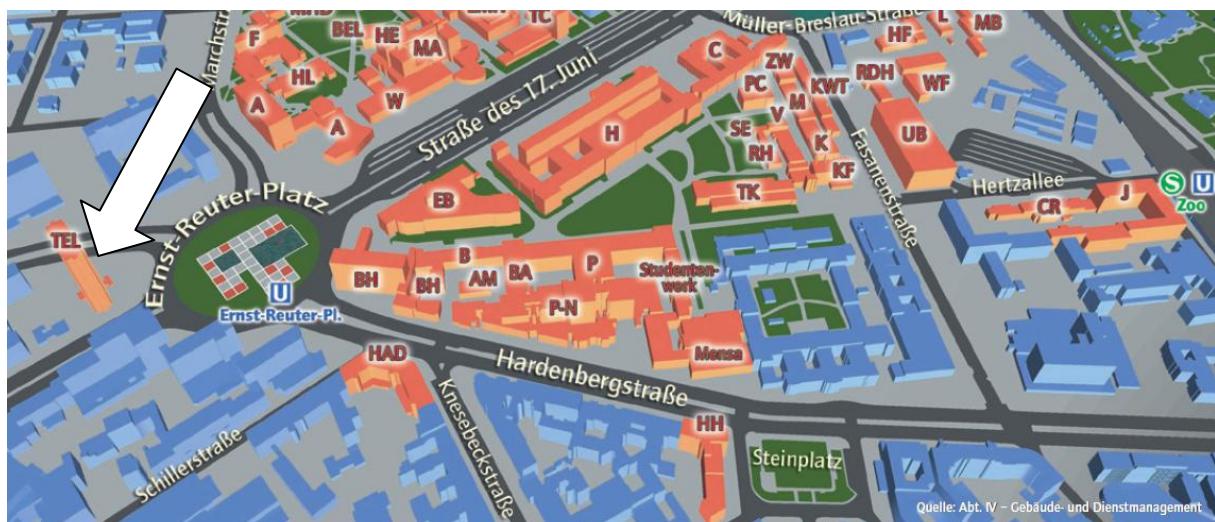 Müller-Breslau-Straße
Marchstr.
F
BEL
HE
MA
TC
C
L
MB
HF
HL
ZW
RDH
KWT
PC
WF
A
W
A
Straße des 17. Juni
H
V
M
SE
UB
RH
K
KF
Fasanenstraße
TK
Hertzallee
S U
Zoo
J
CR
EB
Ernst-Reuter-Platz
TEL
B
BA
P
BH
BH
AM
Studenten-
werk
P-N
U
Ernst-Reuter-Pl.
Mensa
HAD
Hardenbergstraße
Knesebeckstraße
HH
Schillerstraße
Steinplatz
Quelle: Abt. IV – Gebäude- und Dienstmanagement